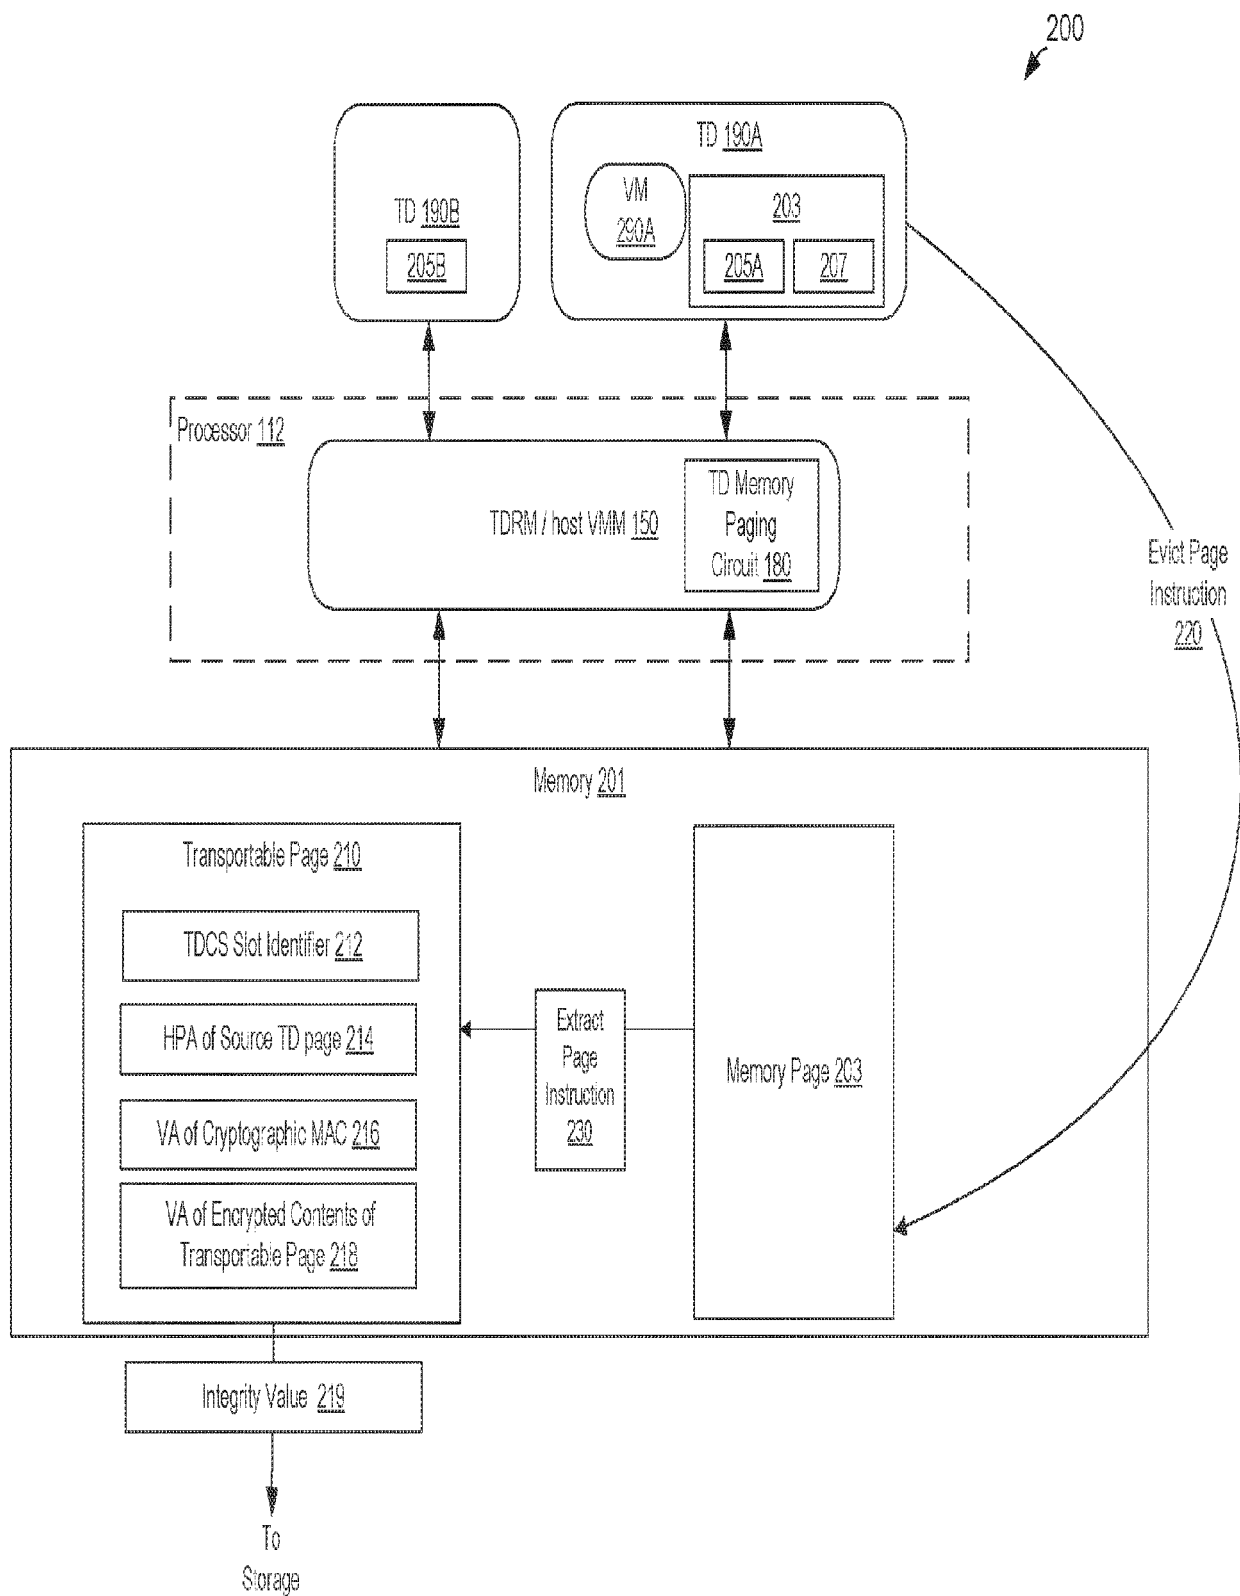 200
TD 190A
VM
290A
203
205A
207
TD 190B
205B
Processor 112
TDRM / host VMM 150
TD Memory
Paging
Circuit 180
Evict Page
Instruction
220
Memory 201
Transportable Page 210
TDCS Slot Identifier 212
HPA of Source TD page 214
VA of Cryptographic MAC 216
VA of Encrypted Contents of
Transportable Page 218
Extract
Page
Instruction
230
Memory Page 203
Integrity Value 219
To
Storage